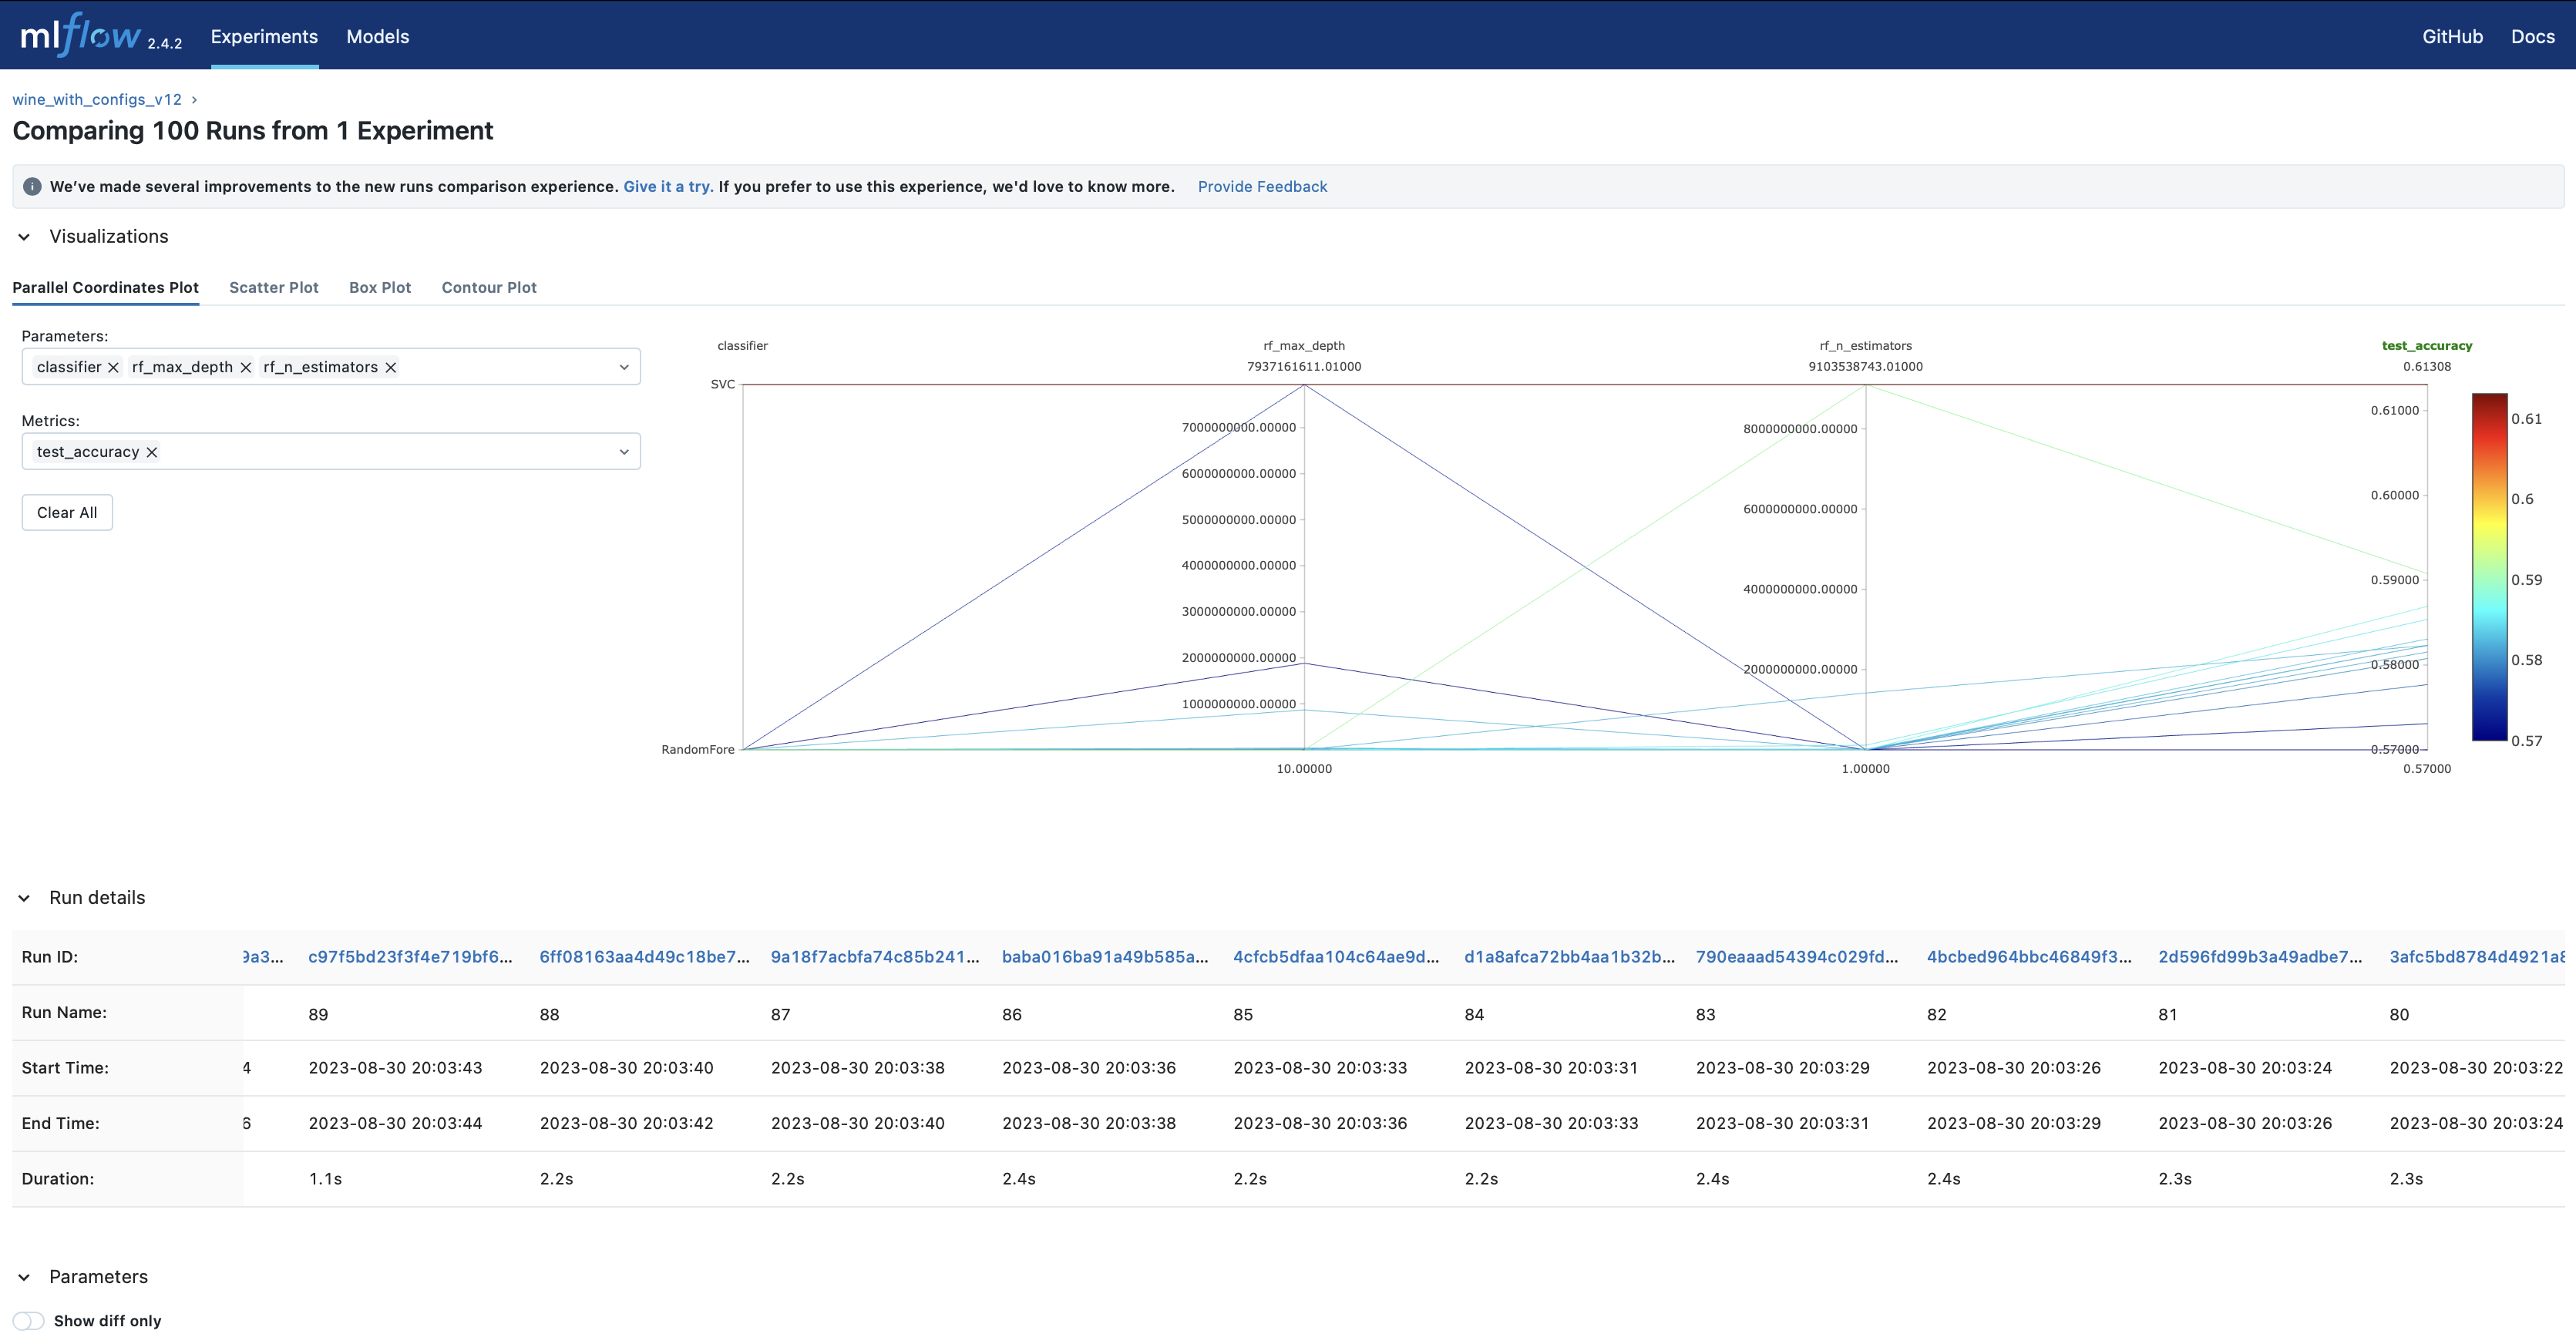 mlflow 2.4.2 Experiments Models GitHub Docs
wine_with_configs_v12 >
Comparing 100 Runs from 1 Experiment
i We've made several improvements to the new runs comparison experience. Give it a try. If you prefer to use this experience, we'd love to know more. Provide Feedback
Visualizations
Parallel Coordinates Plot Scatter Plot Box Plot Contour Plot
Parameters:
classifier × rf_max_depth × rf_n_estimators ×
Metrics:
test_accuracy ×
Clear All
classifier rf_max_depth rf_n_estimators test_accuracy
7937161611.01000 9103538743.01000 0.61308
SVC
RandomFore
7000000000.00000
6000000000.00000
5000000000.00000
4000000000.00000
3000000000.00000
2000000000.00000
1000000000.00000
10.00000
8000000000.00000
6000000000.00000
4000000000.00000
2000000000.00000
1.00000
0.61000
0.60000
0.59000
0.58000
0.57000
0.57000
0.61
0.6
0.59
0.58
0.57
Run details
Run ID: 9a3... c97f5bd23f3f4e719bf6... 6ff08163aa4d49c18be7... 9a18f7acbfa74c85b241... baba016ba91a49b585a... 4cfcb5dfaa104c64ae9d... d1a8afca72bb4aa1b32b... 790eaaad54394c029fd... 4bcbed964bbc46849f3... 2d596fd99b3a49adbe7... 3afc5bd8784d4921a8
Run Name: 89 88 87 86 85 84 83 82 81 80
Start Time: 4 2023-08-30 20:03:43 2023-08-30 20:03:40 2023-08-30 20:03:38 2023-08-30 20:03:36 2023-08-30 20:03:33 2023-08-30 20:03:31 2023-08-30 20:03:29 2023-08-30 20:03:26 2023-08-30 20:03:24 2023-08-30 20:03:22
End Time: 6 2023-08-30 20:03:44 2023-08-30 20:03:42 2023-08-30 20:03:40 2023-08-30 20:03:38 2023-08-30 20:03:36 2023-08-30 20:03:33 2023-08-30 20:03:31 2023-08-30 20:03:29 2023-08-30 20:03:26 2023-08-30 20:03:24
Duration: 1.1s 2.2s 2.2s 2.4s 2.2s 2.2s 2.4s 2.4s 2.3s 2.3s
Parameters
Show diff only